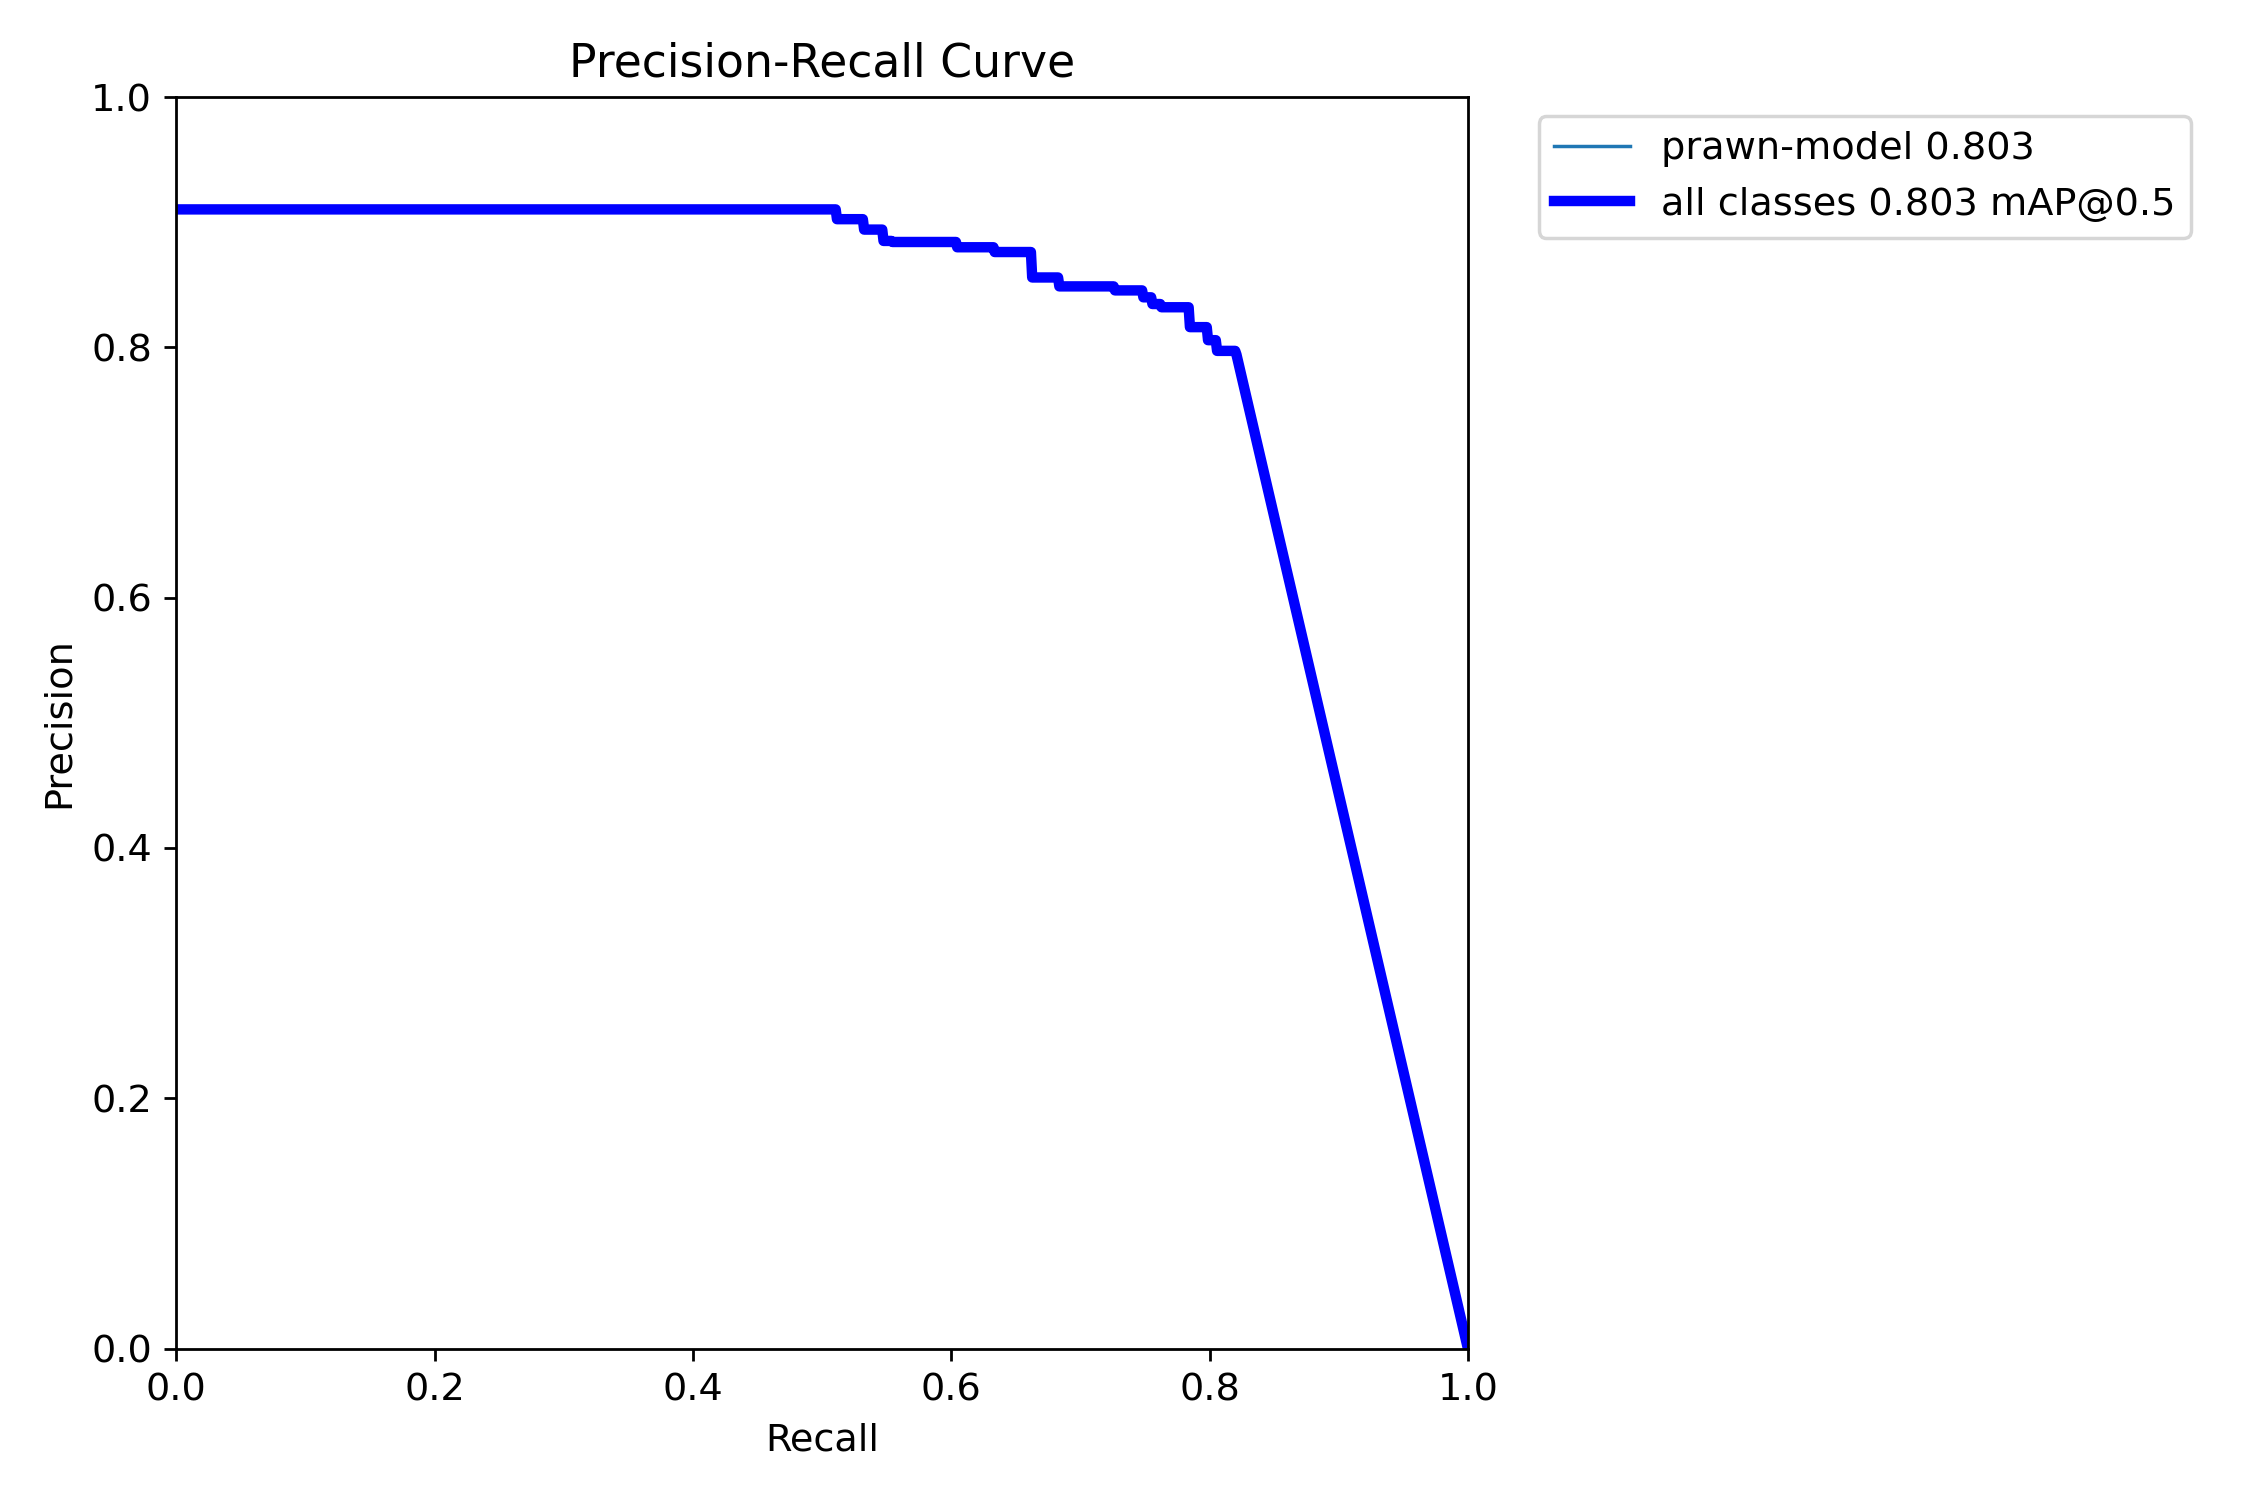 Precision-Recall Curve
prawn-model 0.803
all classes 0.803 mAP@0.5
Precision
1.0
0.8
0.6
0.4
0.2
0.0
0.0 0.2 0.4 0.6 0.8 1.0
Recall